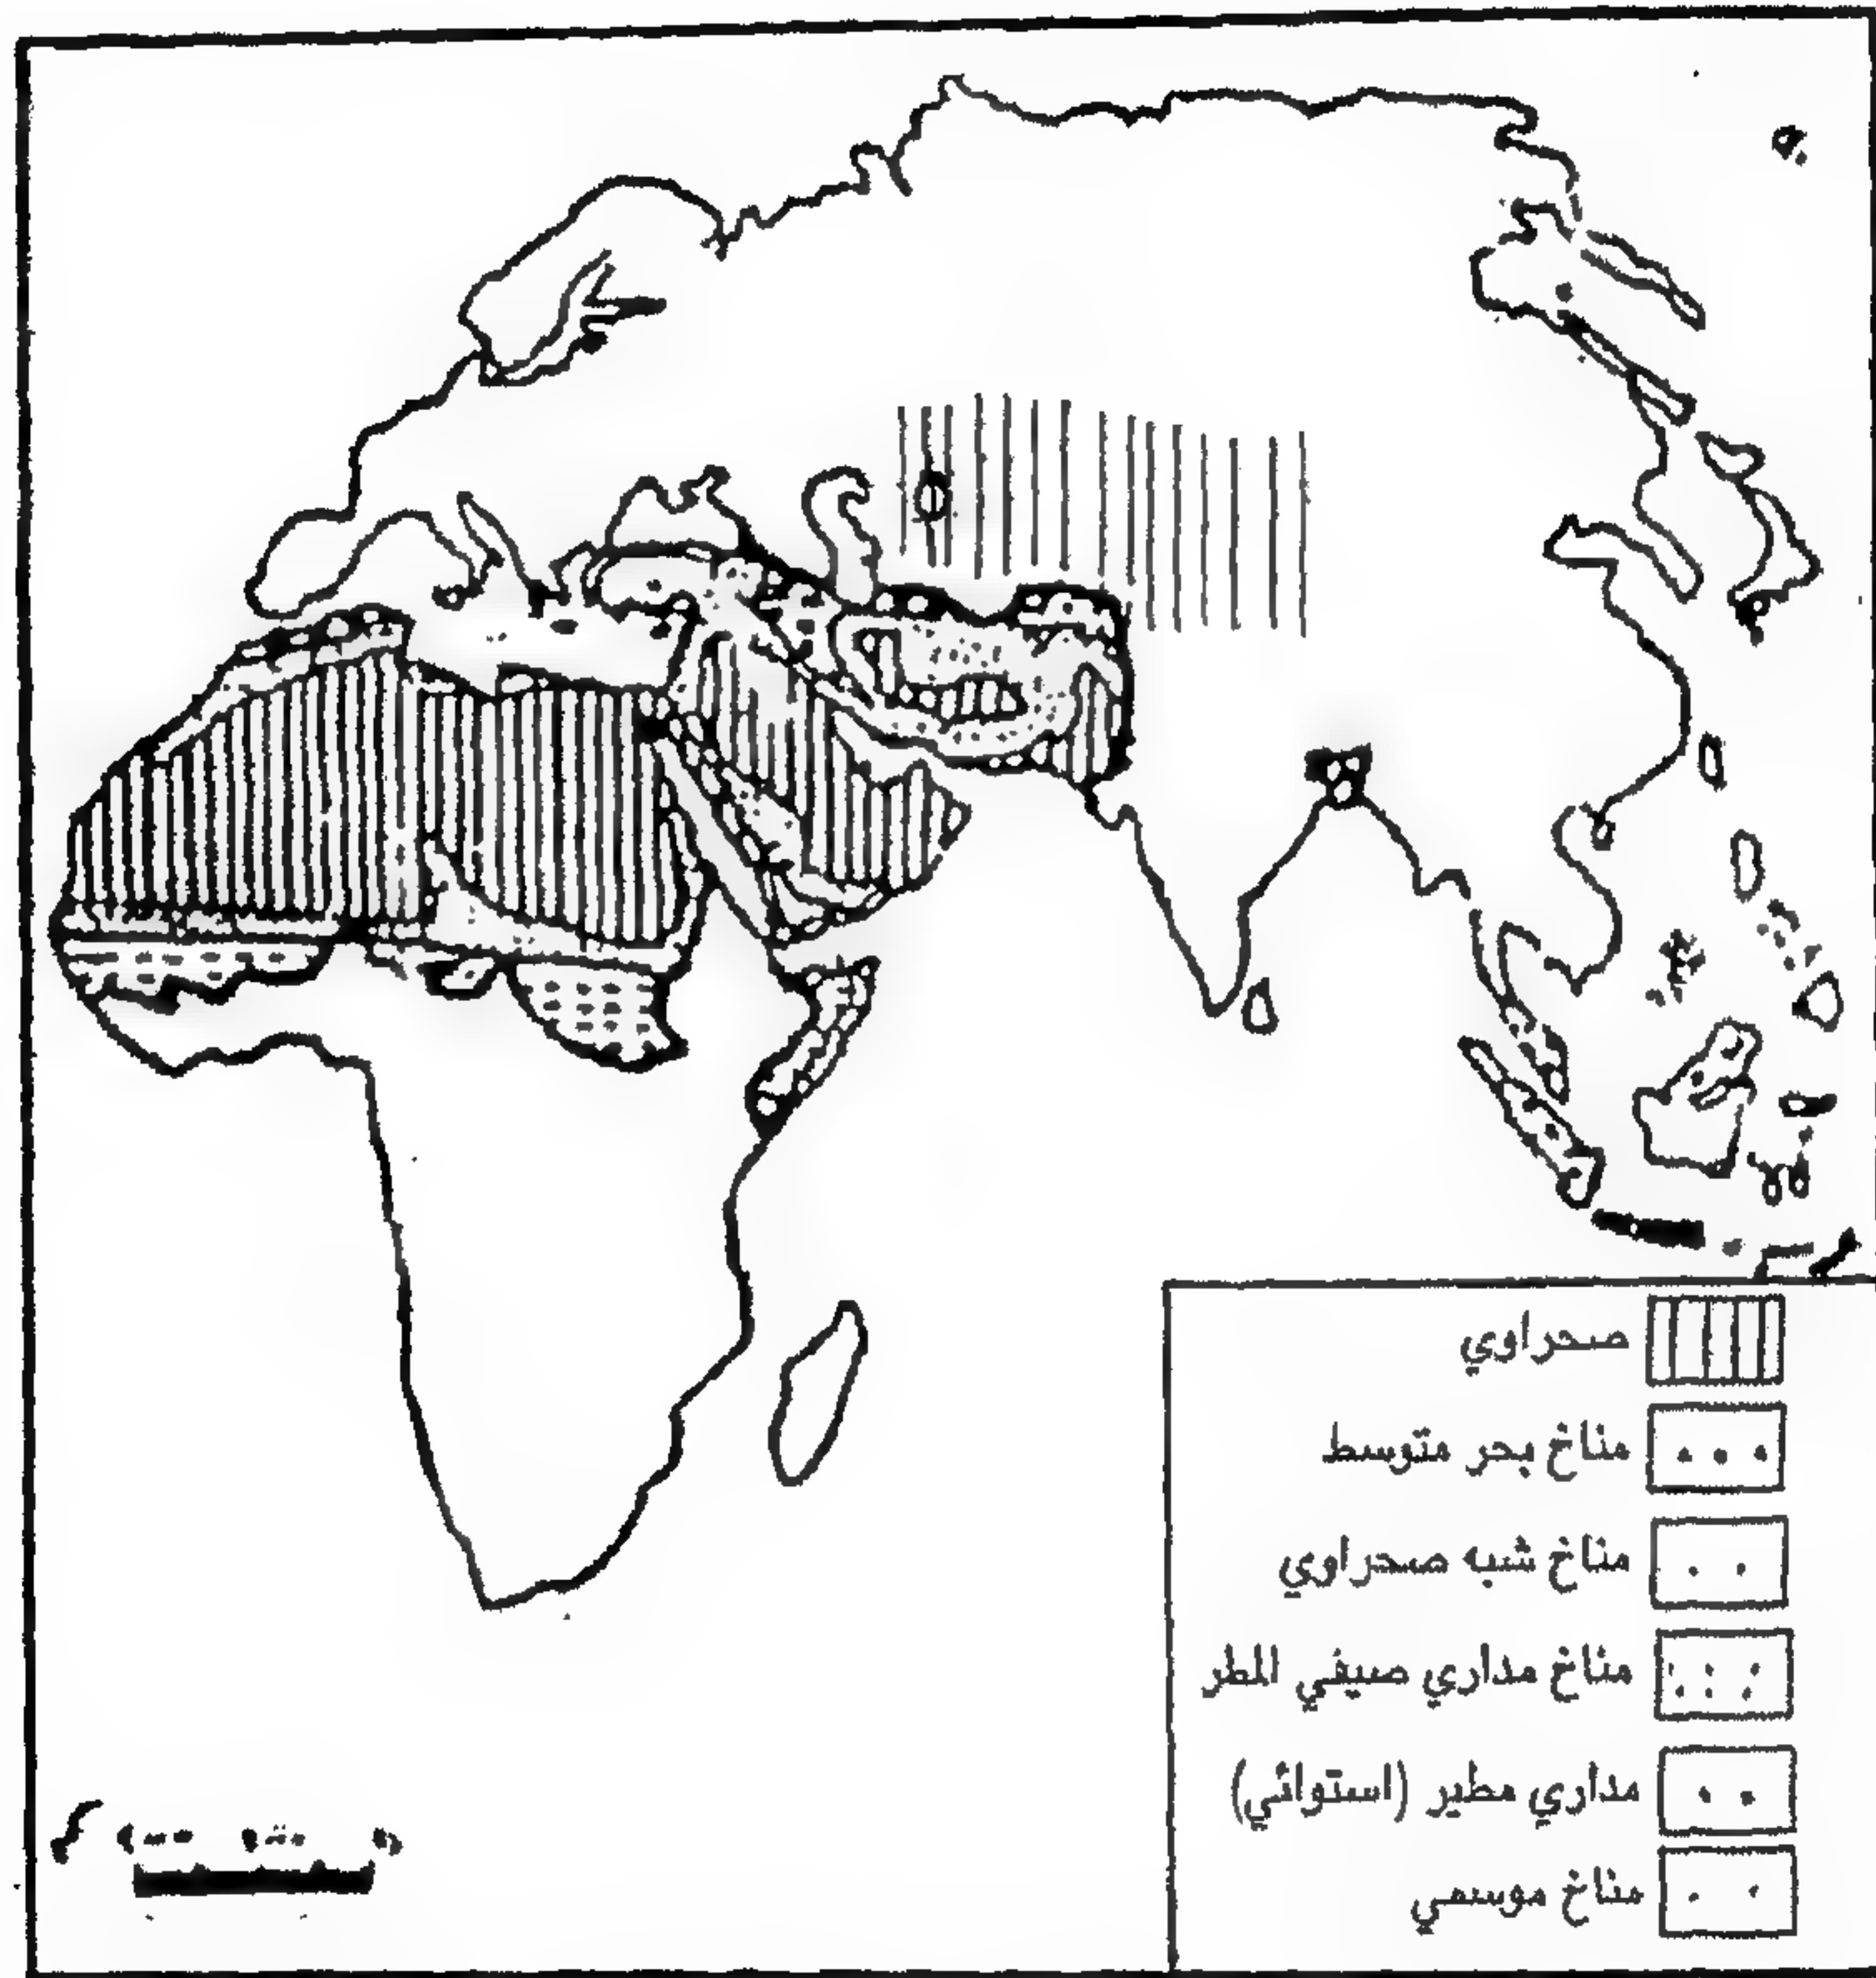 صحراوي
مناخ بحر متوسط
مناخ شبه صحراوي
مناخ مداري صيفي المطر
مداري مطير (استوائي)
مناخ موسمي